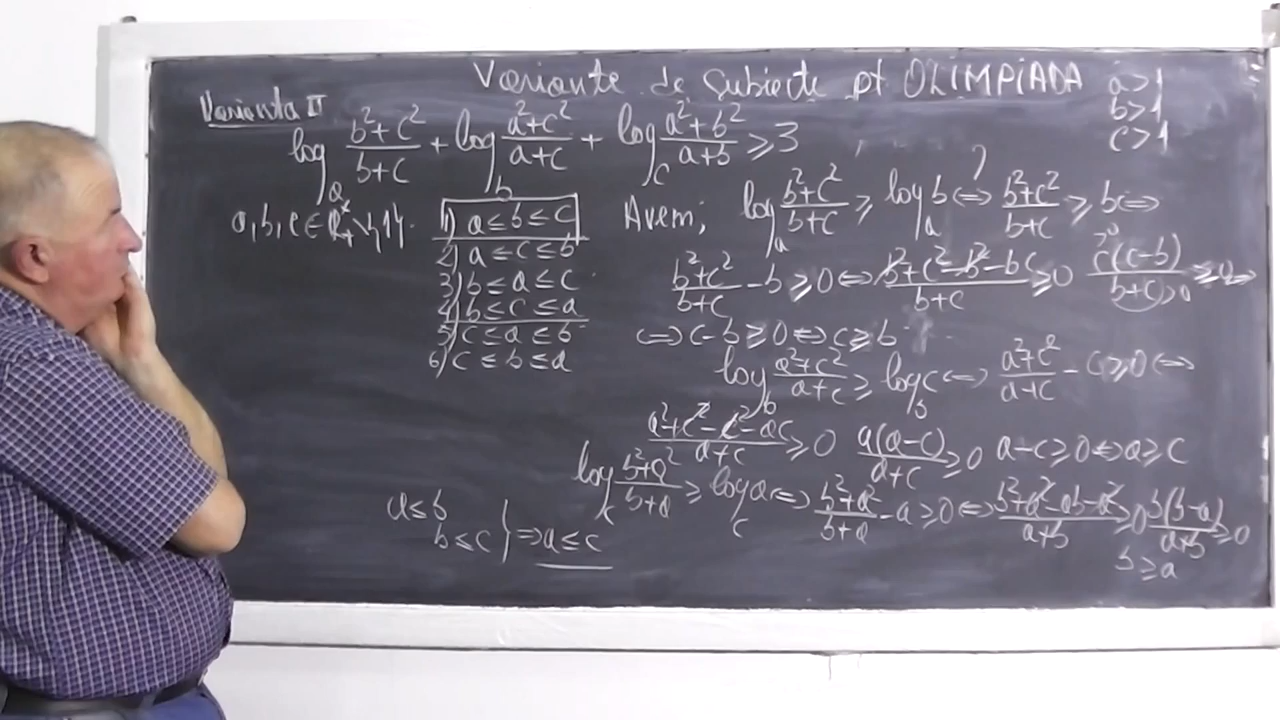 Variante de subiecte pt OLIMPIADA
a>1
b>1
c>1
Varianta II
log_a (b²+c²)/(b+c) + log_b (a²+c²)/(a+c) + log_c (a²+b²)/(a+b) ≥ 3
a, b, c ∈ R*₊ \ {1}.
1) a ≤ b ≤ c
2) a ≤ c ≤ b
3) b ≤ a ≤ c
4) b ≤ c ≤ a
5) c ≤ a ≤ b
6) c ≤ b ≤ a
Avem; log_a (b²+c²)/(b+c) ≥ log_a b ⇔ (b²+c²)/(b+c) ≥ b ⇔
?
(b²+c²)/(b+c) - b ≥ 0 ⇔ (b²+c²-b²-bc)/(b+c) ≥ 0 c(c-b)/(b+c) ≥ 0 ⇔
>0
>0
⇔ c-b ≥ 0 ⇔ c ≥ b
log_b (a²+c²)/(a+c) ≥ log_b c ⇔ (a²+c²)/(a+c) - c ≥ 0 ⇔
(a²+c²-c²-ac)/(a+c) ≥ 0 a(a-c)/(a+c) ≥ 0 a-c ≥ 0 ⇔ a ≥ c
log_c (b²+a²)/(b+a) ≥ log_c a ⇔ (b²+a²)/(b+a) - a ≥ 0 ⇔ (b²+a²-ab-a²)/(a+b) ≥ 0 b(b-a)/(a+b) ≥ 0
b ≥ a
a ≤ b
b ≤ c } ⇒ a ≤ c